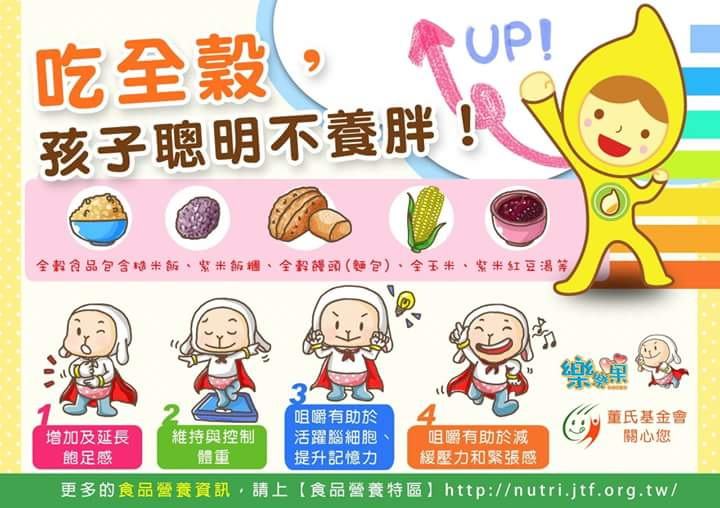 吃全穀，
孩子聰明不養胖！
UP!
全穀食品包含糙米飯、紫米飯糰、全穀饅頭(麵包)、全玉米、紫米紅豆湯等
1
增加及延長
飽足感
2
維持與控制
體重
3
咀嚼有助於
活躍腦細胞、
提升記憶力
4
咀嚼有助於減
緩壓力和緊張感
董氏基金會
關心您
更多的食品營養資訊，請上【食品營養特區】http://nutri.jtf.org.tw/